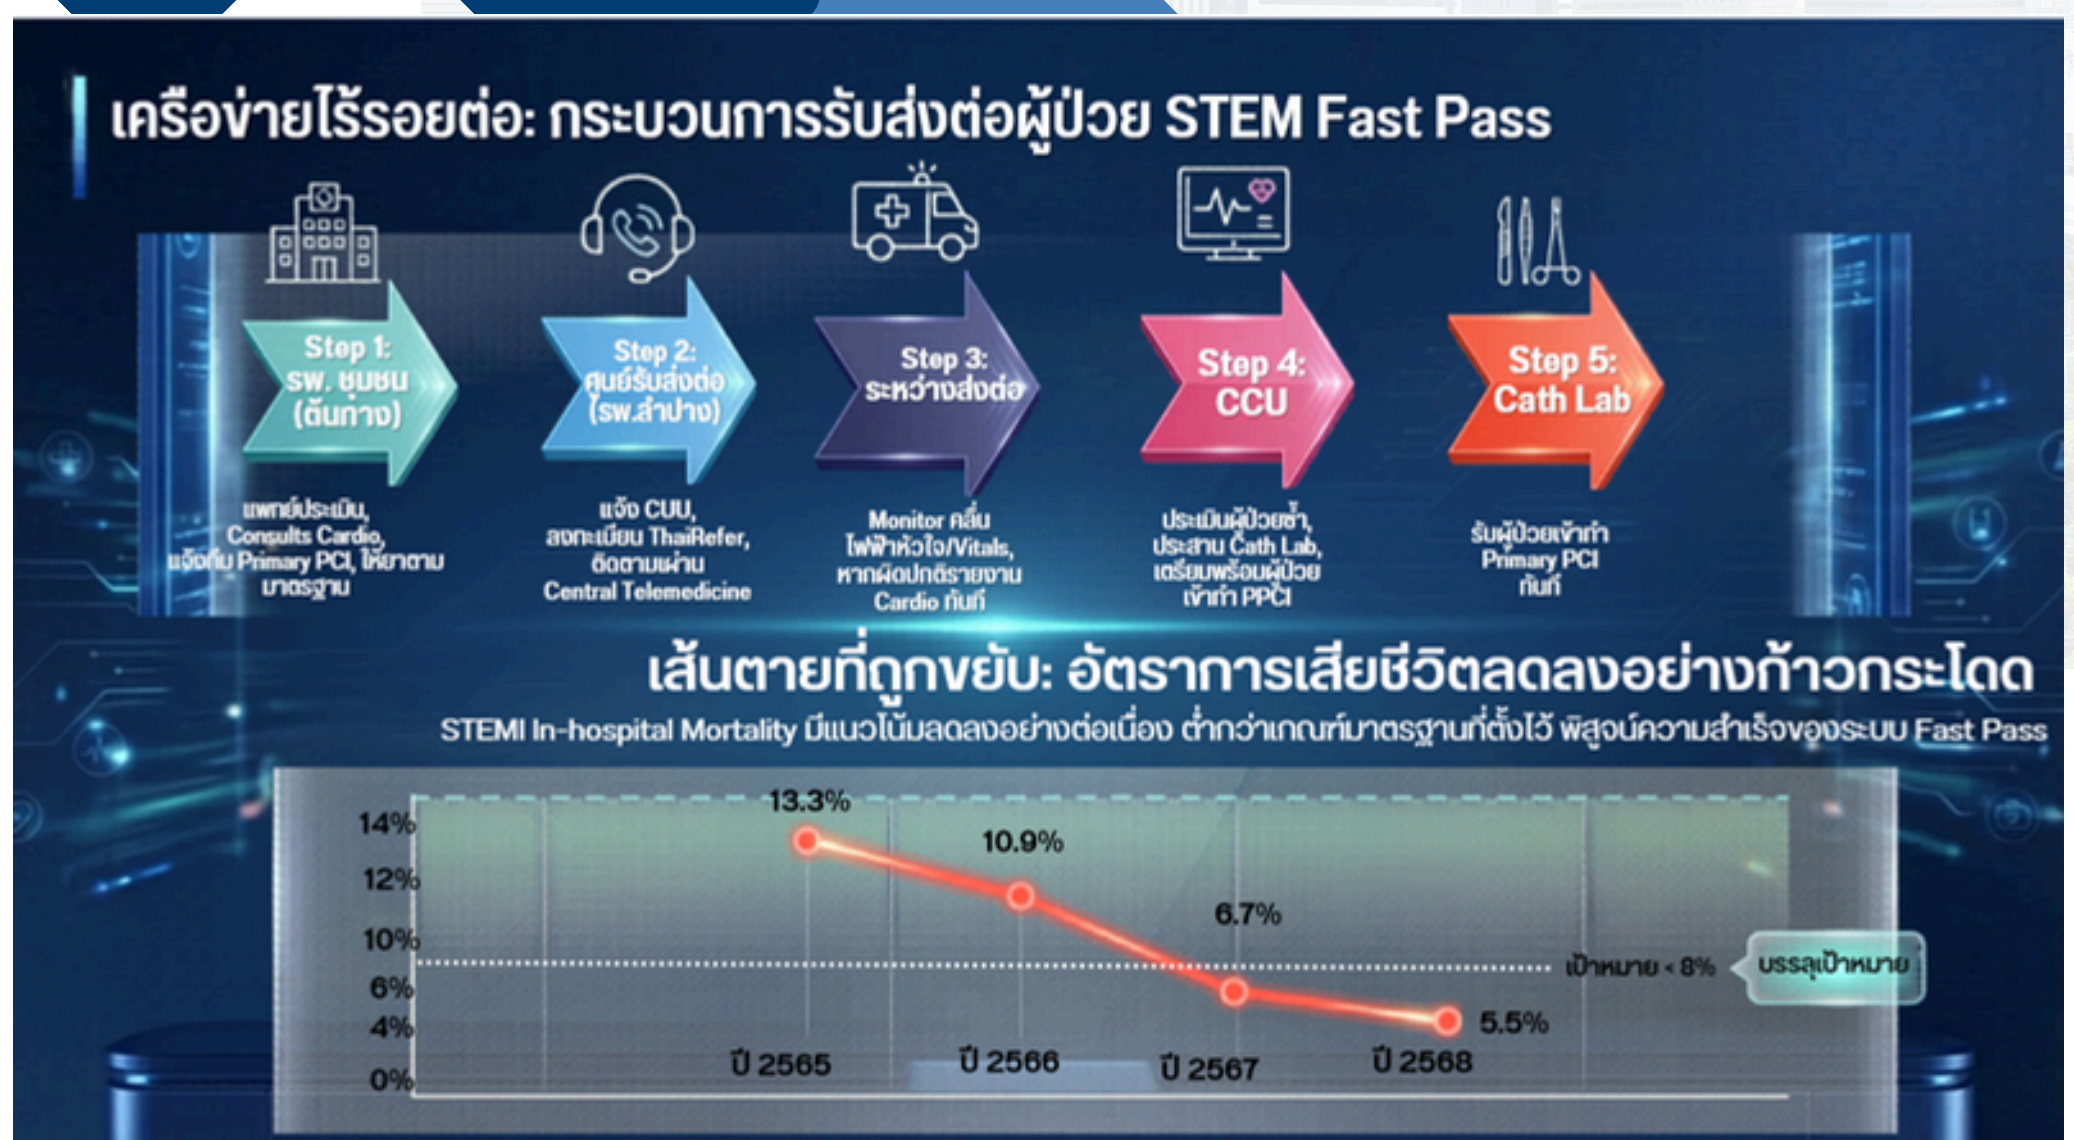 เครือข่ายไร้รอยต่อ: กระบวนการรับส่งต่อผู้ป่วย STEM Fast Pass
Step 1:
รพ. ชุมชน
(ต้นทาง)
แพทย์ประเมิน,
Consults Cardio,
แจ้งทีม Primary PCI, ให้ยาตาม
มาตรฐาน
Step 2:
ศูนย์รับส่งต่อ
(รพ.ลำปาง)
แจ้ง CUU,
ลงทะเบียน ThaiRefer,
ติดตามผ่าน
Central Telemedicine
Step 3:
ระหว่างส่งต่อ
Monitor คลื่น
ไฟฟ้าหัวใจ/Vitals,
หากผิดปกติรายงาน
Cardio ทันที
Step 4:
CCU
ประเมินผู้ป่วยซ้ำ,
ประสาน Cath Lab,
เตรียมพร้อมผู้ป่วย
เข้าทำ PPCI
Step 5:
Cath Lab
รับผู้ป่วยเข้าทำ
Primary PCI
ทันที
เส้นตายที่ถูกขยับ: อัตราการเสียชีวิตลดลงอย่างก้าวกระโดด
STEMI In-hospital Mortality มีแนวโน้มลดลงอย่างต่อเนื่อง ต่ำกว่าเกณฑ์มาตรฐานที่ตั้งไว้ พิสูจน์ความสำเร็จของระบบ Fast Pass
14%
12%
10%
6%
4%
0%
13.3%
10.9%
6.7%
5.5%
เป้าหมาย < 8%
บรรลุเป้าหมาย
ปี 2565
ปี 2566
ปี 2567
ปี 2568